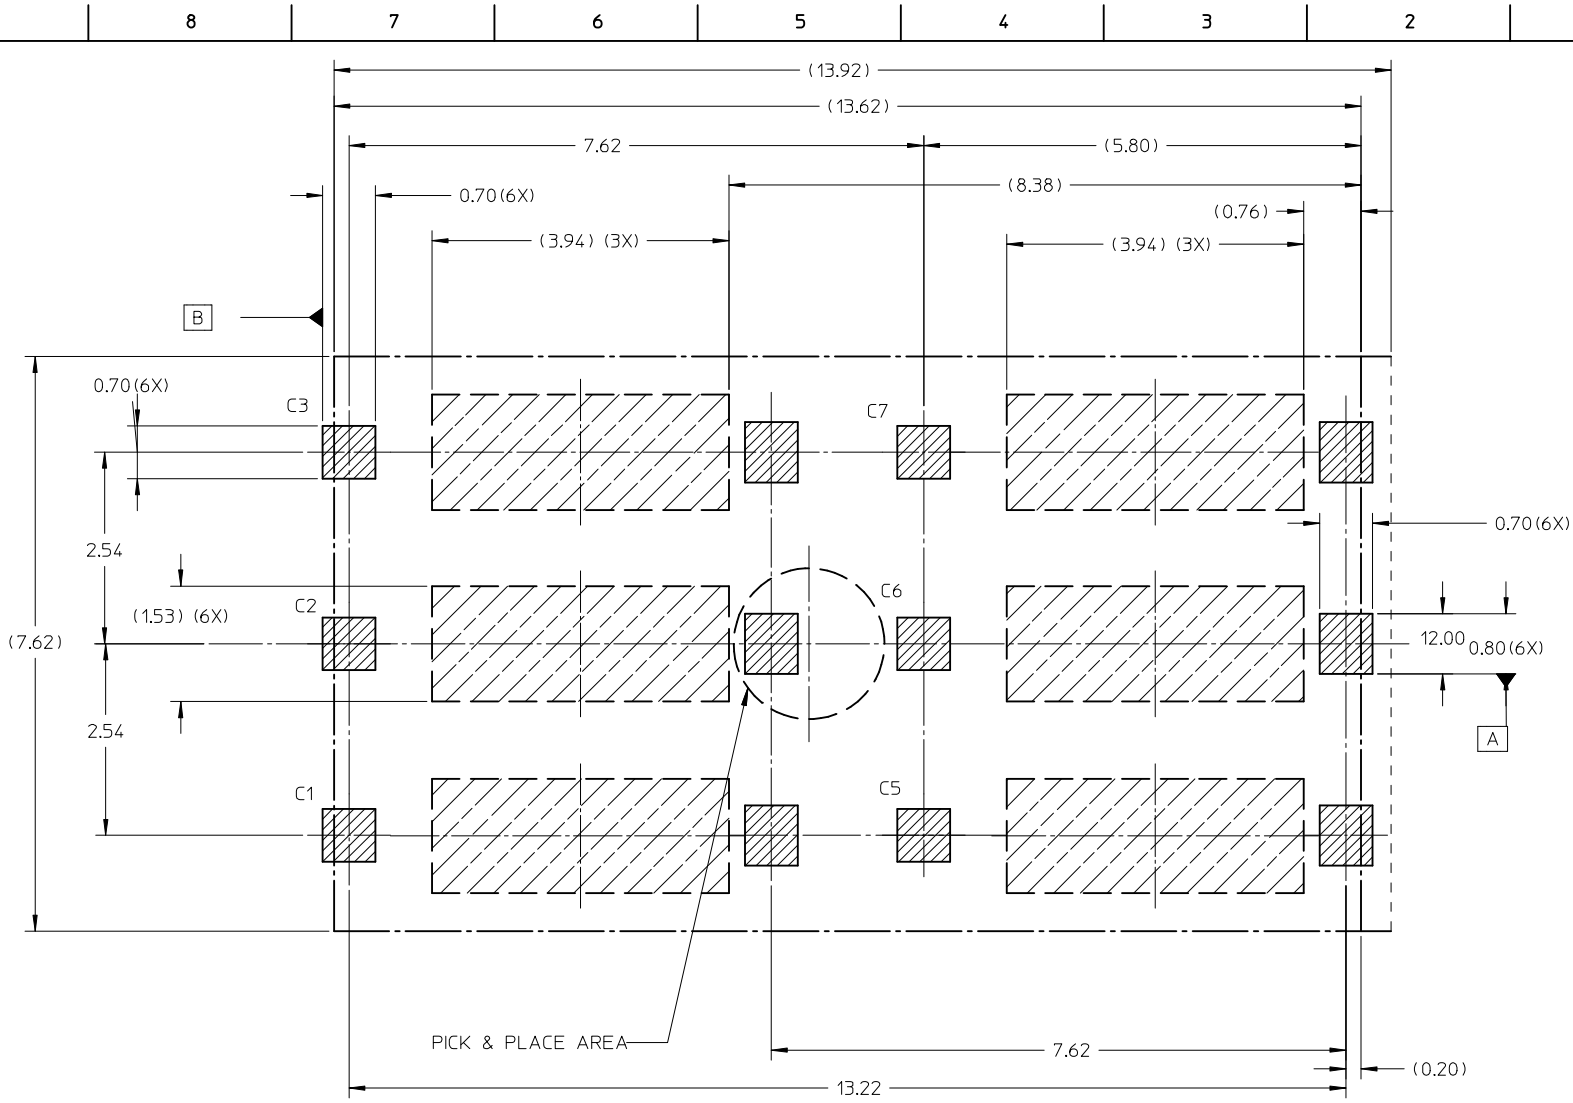 8 7 6 5 4 3 2
(13.92)
(13.62)
7.62 (5.80)
(8.38)
0.70(6X)
(0.76)
(3.94) (3X) (3.94) (3X)
B
0.70(6X)
C3 C7
0.70(6X)
2.54
C2 C6
(1.53) (6X)
(7.62)
12.00 0.80(6X)
2.54
A
C1 C5
PICK & PLACE AREA
7.62
(0.20)
13.22